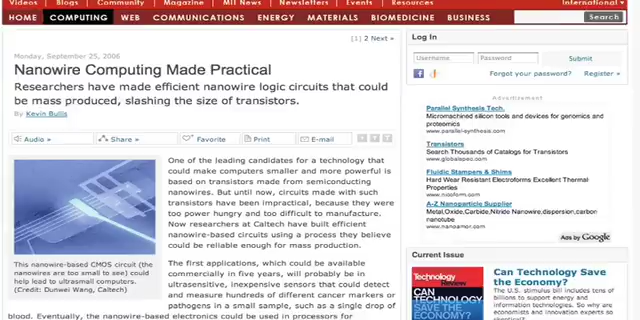 Videos Blogs Community Magazine MIT News Newsletters Events Resources International
HOME COMPUTING WEB COMMUNICATIONS ENERGY MATERIALS BIOMEDICINE BUSINESS Search
[1] 2 Next »
Monday, September 25, 2006
Nanowire Computing Made Practical
Researchers have made efficient nanowire logic circuits that could
be mass produced, slashing the size of transistors.
By Kevin Bullis
Audio » Share » Favorite Print E-mail
This nanowire-based CMOS circuit (the
nanowires are too small to see) could
help lead to ultrasmall computers.
(Credit: Dunwei Wang, Caltech)
One of the leading candidates for a technology that
could make computers smaller and more powerful is
based on transistors made from semiconducting
nanowires. But until now, circuits made with such
transistors have been impractical, because they were
too power hungry and too difficult to manufacture.
Now researchers at Caltech have built efficient
nanowire-based circuits using a process they believe
could be reliable enough for mass production.
The first applications, which could be available
commercially in five years, will probably be in
ultrasensitive, inexpensive sensors that could detect
and measure hundreds of different cancer markers or
pathogens in a small sample, such as a single drop of
blood. Eventually, the nanowire-based electronics could be used in processors for
Log In
Username Password Submit
Forgot your password? Register »
Advertisement
Parallel Synthesis Tech.
Micromachined silicon tools and devices for genomics and
proteomics
www.parallel-synthesis.com
Transistors
Search Thousands of Catalogs for Transistors
www.globalspec.com
Fluidic Stampers & Shims
Hard Wear Resistant Electroforms Excellent Thermal
Properties
www.nicoform.com
A-Z Nanoparticle Supplier
Metal,Oxide,Carbide,Nitride Nanowire,dispersion,carbon
nanotube
www.nanoamor.com
Ads by Google
Current Issue
Technology Review
CAN
TECHNOLOGY
SAVE
THE ECONOMY?
Can Technology Save
the Economy?
The U.S. stimulus bill includes tens of
billions to support energy and
information technologies. So why are
economists and innovation experts so